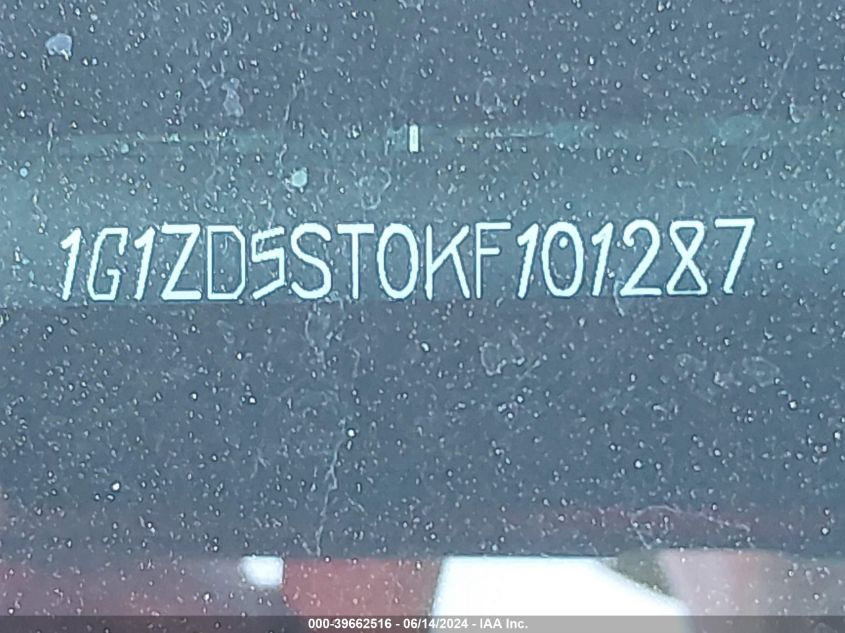 1G1ZD5ST0KF101287
000-39662516 - 06/14/2024 - IAA Inc.